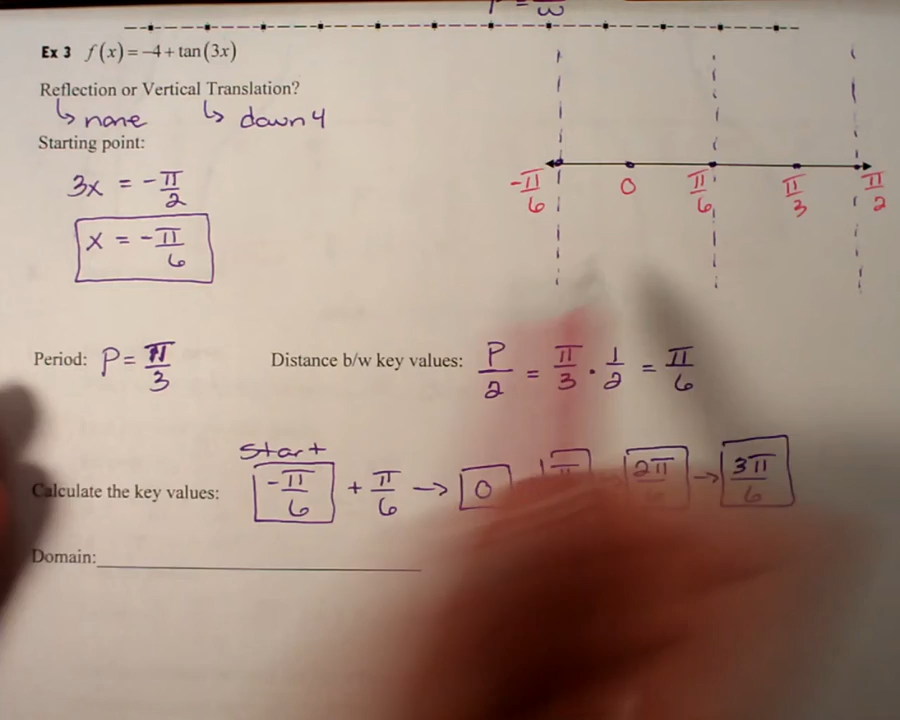 ω
Ex 3 f(x) = -4 + tan(3x)
Reflection or Vertical Translation?
↳ none ↳ down 4
Starting point:
3x = -π/2
x = -π/6
-π/6 0 π/6 π/3 π/2
Period: P = π/3 Distance b/w key values: P/2 = π/3 · 1/2 = π/6
Start
Calculate the key values: -π/6 + π/6 → 0 2π/6 → 3π/6
Domain: